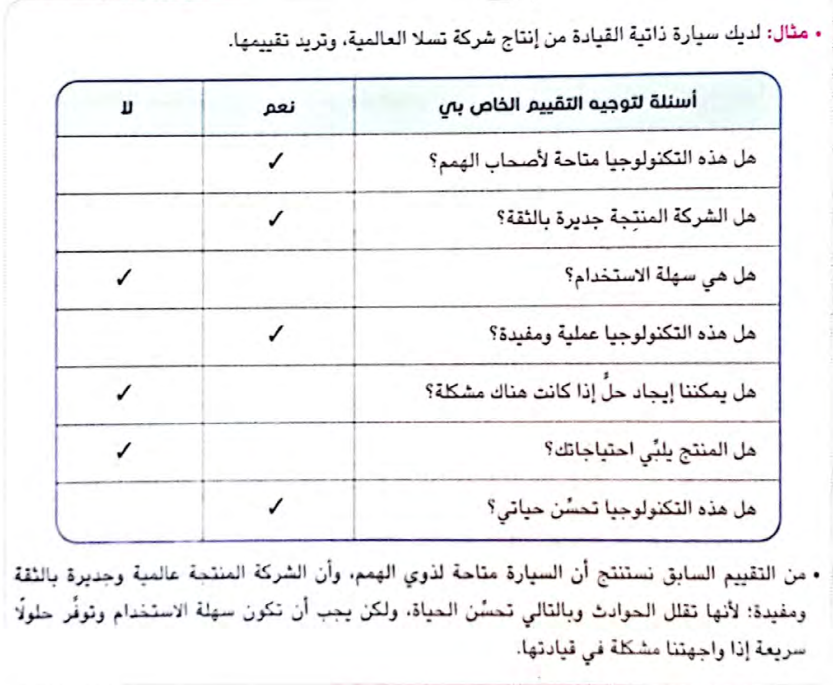 • مثال: لديك سيارة ذاتية القيادة من إنتاج شركة تسلا العالمية، وتريد تقييمها.
أسئلة لتوجيه التقييم الخاص بي نعم لا
هل هذه التكنولوجيا متاحة لأصحاب الهمم؟ ✓
هل الشركة المنتِجة جديرة بالثقة؟ ✓
هل هي سهلة الاستخدام؟ ✓
هل هذه التكنولوجيا عملية ومفيدة؟ ✓
هل يمكننا إيجاد حلٍّ إذا كانت هناك مشكلة؟ ✓
هل المنتج يلبِّي احتياجاتك؟ ✓
هل هذه التكنولوجيا تحسِّن حياتي؟ ✓
• من التقييم السابق نستنتج أن السيارة متاحة لذوي الهمم، وأن الشركة المنتجة عالمية وجديرة بالثقة
ومفيدة؛ لأنها تقلل الحوادث وبالتالي تحسِّن الحياة، ولكن يجب أن تكون سهلة الاستخدام وتوفِّر حلولًا
سريعة إذا واجهتنا مشكلة في قيادتها.